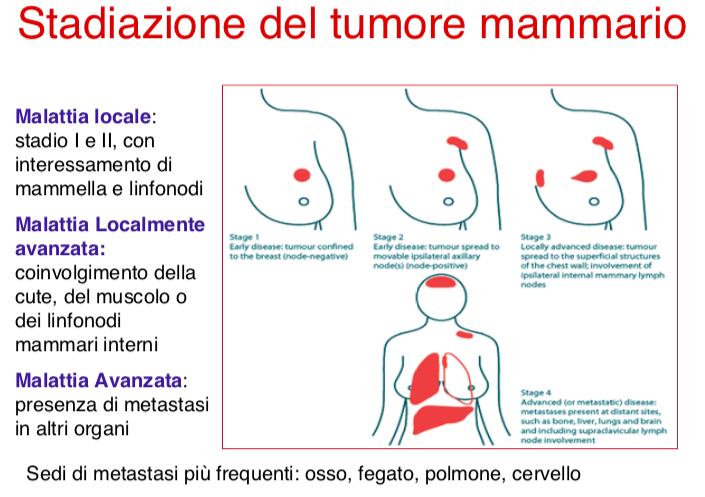 Stadiazione del tumore mammario
Malattia locale:
stadio I e II, con
interessamento di
mammella e linfonodi
Malattia Localmente
avanzata:
coinvolgimento della
cute, del muscolo o
dei linfonodi
mammari interni
Malattia Avanzata:
presenza di metastasi
in altri organi
Stage 1
Early disease: tumour confined
to the breast (node-negative)
Stage 2
Early disease: tumour spread to
movable ipsilateral axillary
node(s) (node-positive)
Stage 3
Locally advanced disease: tumour
spread to the superficial structures
of the chest wall; involvement of
ipsilateral internal mammary lymph
nodes
Stage 4
Advanced (or metastatic) disease:
metastases present at distant sites,
such as bone, liver, lungs and brain
and including supraclavicular lymph
node involvement
Sedi di metastasi più frequenti: osso, fegato, polmone, cervello